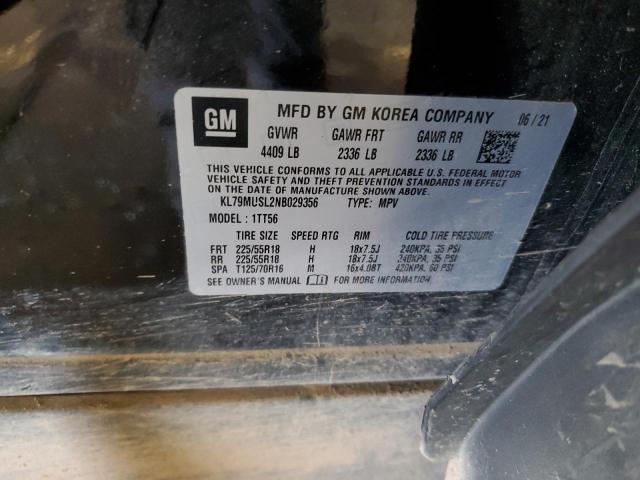 GM
MFD BY GM KOREA COMPANY 06/21
GVWR GAWR FRT GAWR RR
4409 LB 2336 LB 2336 LB
THIS VEHICLE CONFORMS TO ALL APPLICABLE U.S. FEDERAL MOTOR
VEHICLE SAFETY AND THEFT PREVENTION STANDARDS IN EFFECT
ON THE DATE OF MANUFACTURE SHOWN ABOVE.
KL79MUSL2NB029356 TYPE: MPV
MODEL: 1TT56
TIRE SIZE SPEED RTG RIM COLD TIRE PRESSURE
FRT 225/55R18 H 18x7.5J 240KPA, 35 PSI
RR 225/55R18 H 18x7.5J 240KPA, 35 PSI
SPA T125/70R16 M 16x4.0BT 420KPA, 60 PSI
SEE OWNER'S MANUAL FOR MORE INFORMATION